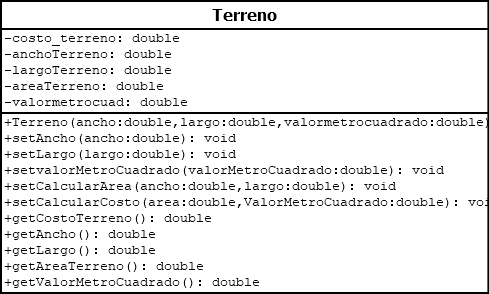 Terreno
-costo_terreno: double
-anchoTerreno: double
-largoTerreno: double
-areaTerreno: double
-valormetrocuad: double
+Terreno(ancho:double,largo:double,valormetrocuadrado:double)
+setAncho(ancho:double): void
+setLargo(largo:double): void
+setvalorMetroCuadrado(valorMetroCuadrado:double): void
+setCalcularArea(ancho:double,largo:double): void
+setCalcularCosto(area:double,ValorMetroCuadrado:double): voi
+getCostoTerreno(): double
+getAncho(): double
+getLargo(): double
+getAreaTerreno(): double
+getValorMetroCuadrado(): double